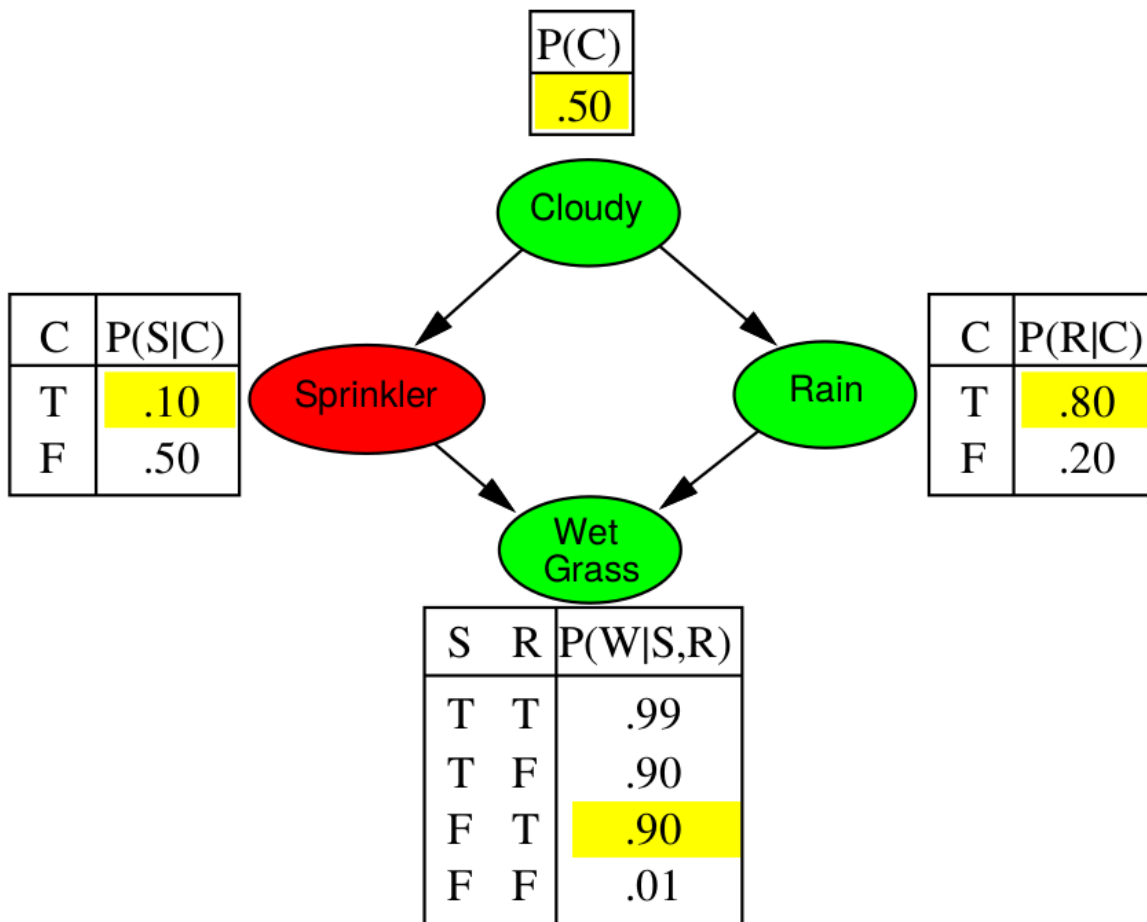 P(C)
.50
Cloudy
C P(S|C)
T .10
F .50
Sprinkler
Rain
C P(R|C)
T .80
F .20
Wet
Grass
S R P(W|S,R)
T T .99
T F .90
F T .90
F F .01